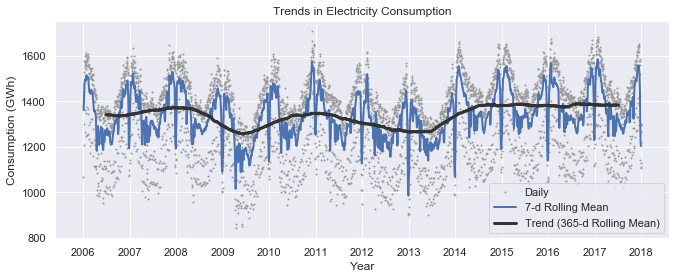 Trends in Electricity Consumption
Consumption (GWh)
1600
1400
1200
1000
800
Daily
7-d Rolling Mean
Trend (365-d Rolling Mean)
2006 2007 2008 2009 2010 2011 2012 2013 2014 2015 2016 2017 2018
Year